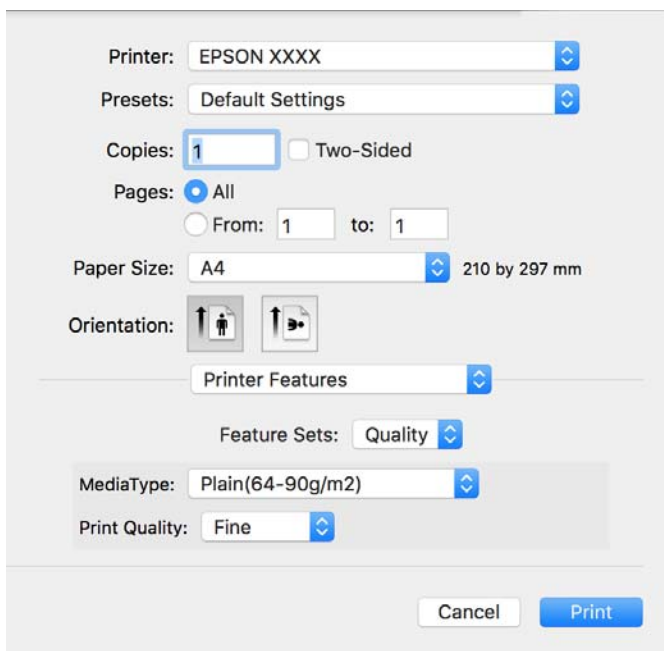 Printer: EPSON XXXX
Presets: Default Settings
Copies: 1 Two-Sided
Pages: All
From: 1 to: 1
Paper Size: A4 210 by 297 mm
Orientation:
Printer Features
Feature Sets: Quality
MediaType: Plain(64-90g/m2)
Print Quality: Fine
Cancel Print